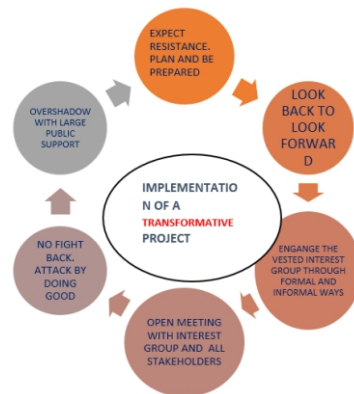 EXPECT
RESISTANCE.
PLAN AND BE
PREPARED
LOOK
BACK TO
LOOK
FORWAR
D
ENGANGE THE
VESTED INTEREST
GROUP THROUGH
FORMAL AND
INFORMAL WAYS
OPEN MEETING
WITH INTEREST
GROUP AND ALL
STAKEHOLDERS
NO FIGHT
BACK.
ATTACK BY
DOING
GOOD
OVERSHADOW
WITH LARGE
PUBLIC
SUPPORT
IMPLEMENTATIO
N OF A
TRANSFORMATIVE
PROJECT